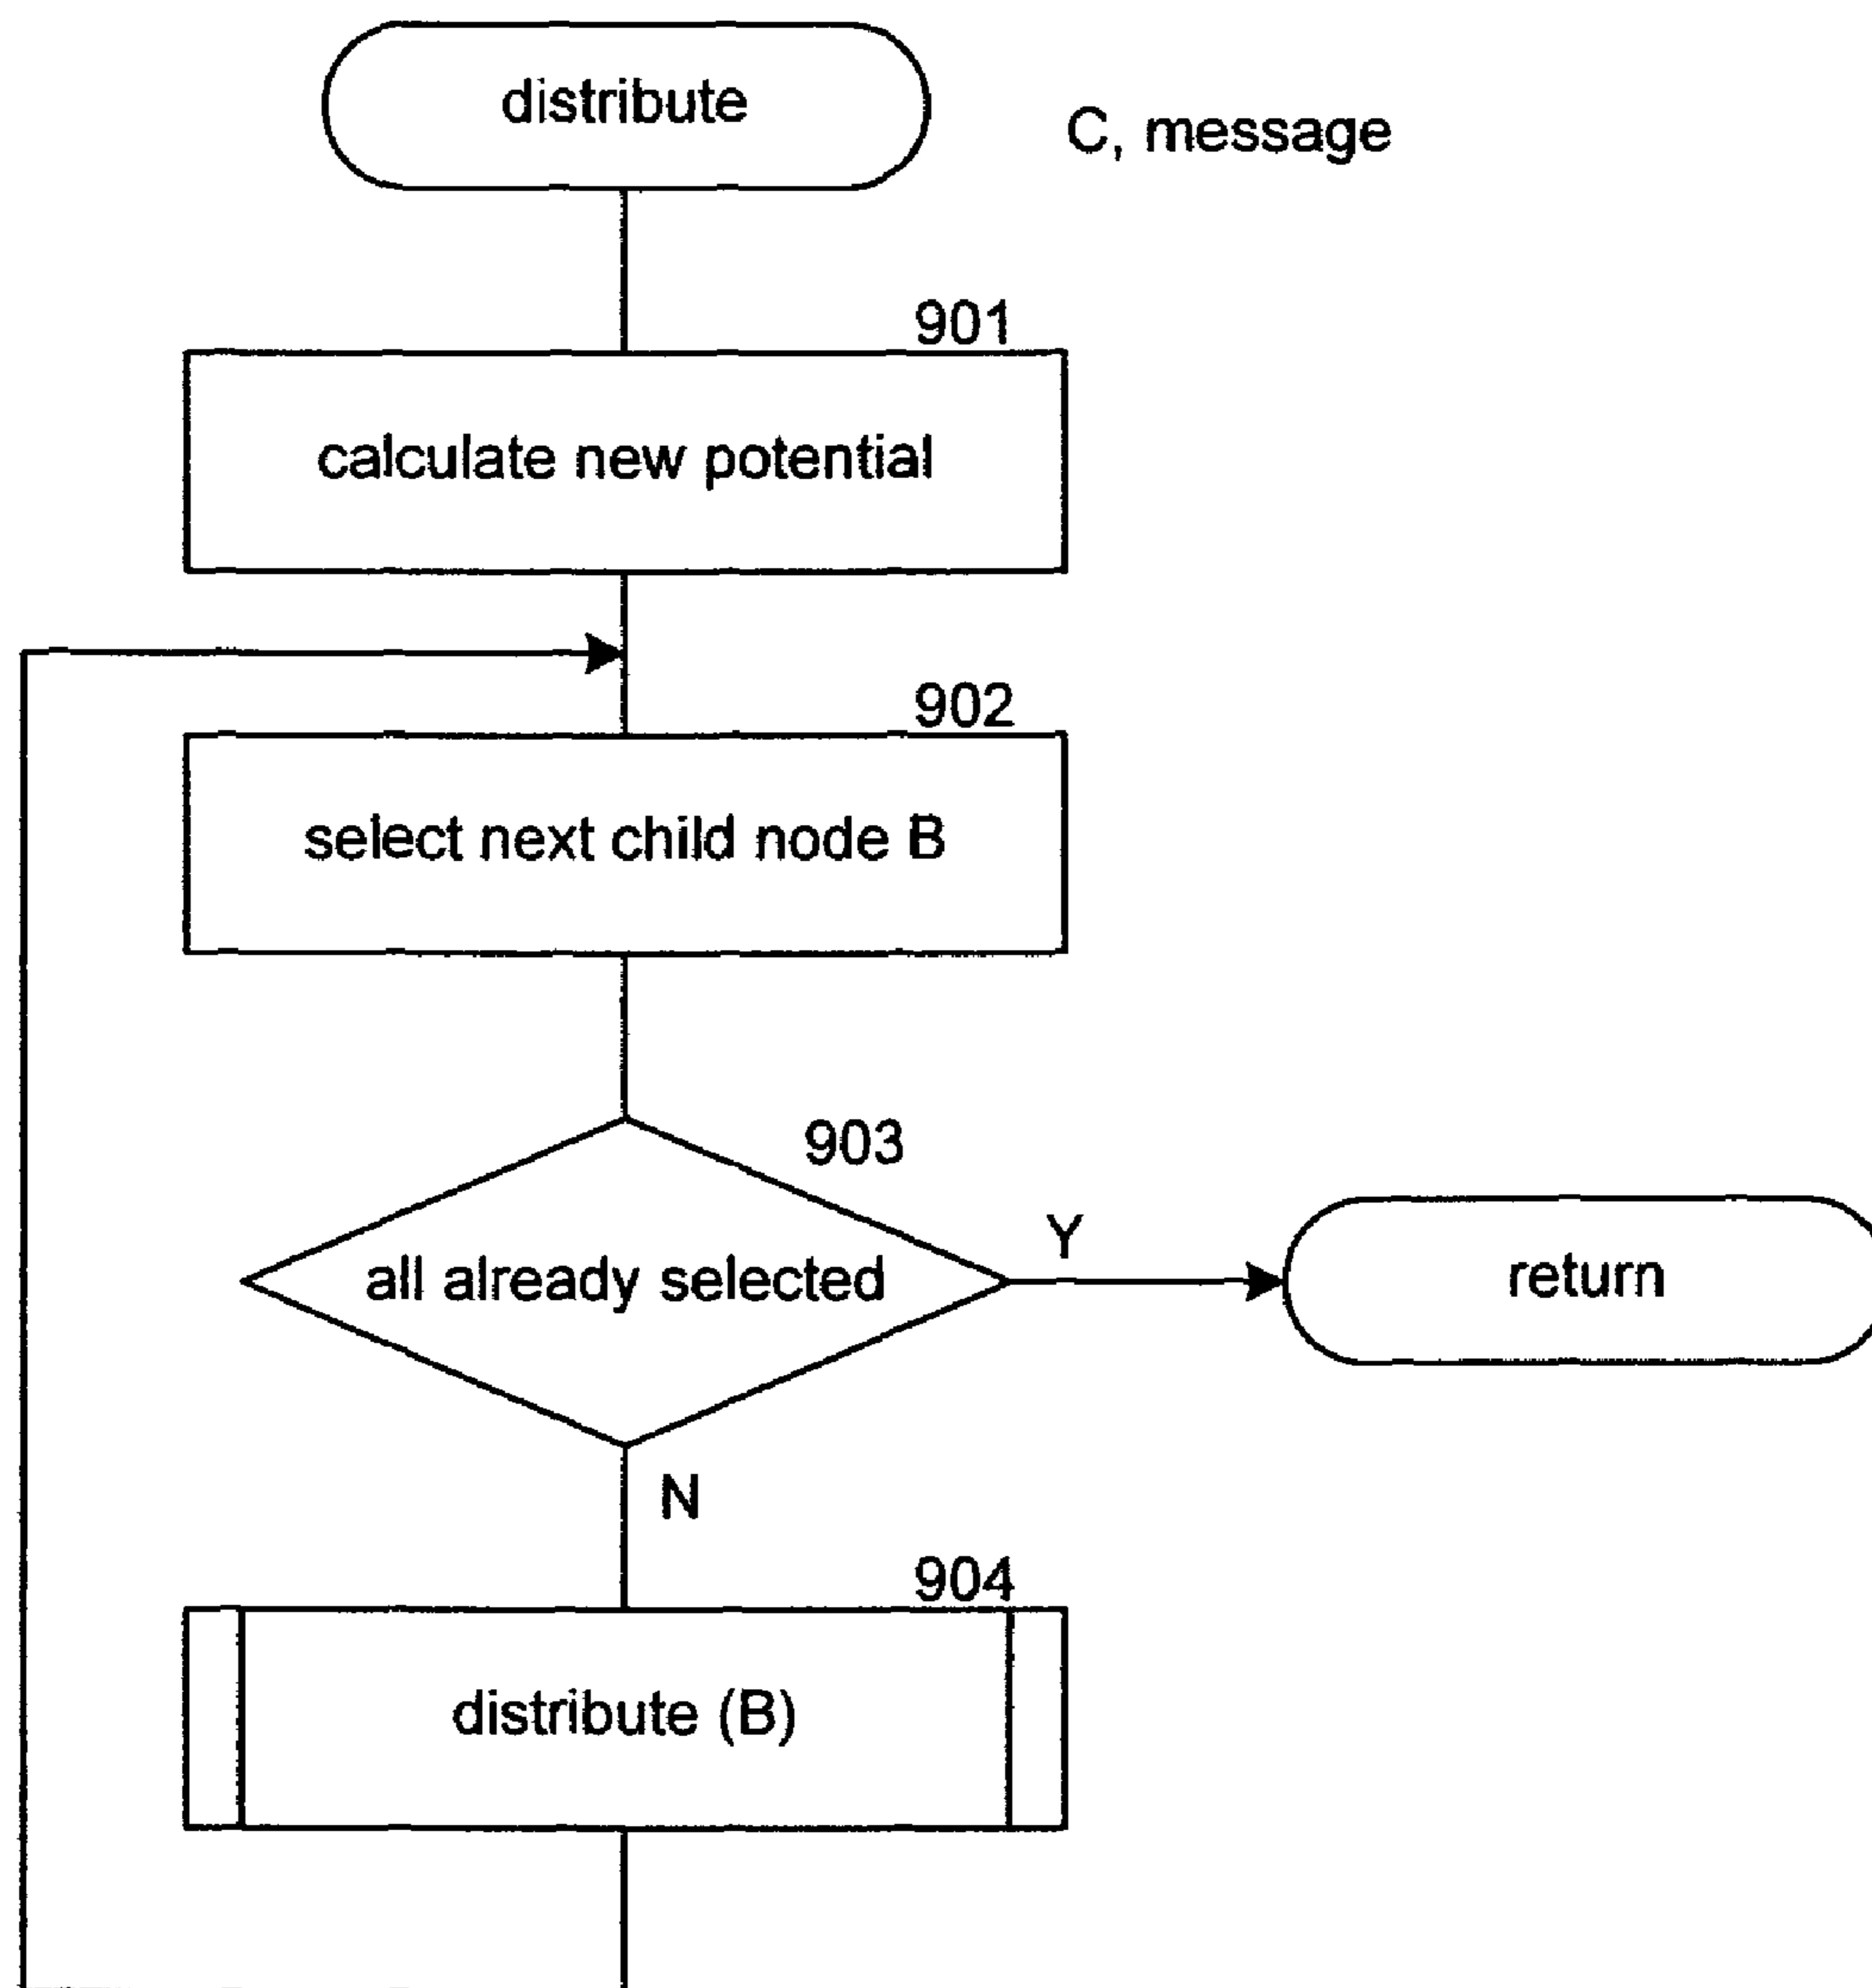 distribute
C, message
901
calculate new potential
902
select next child node B
903
all already selected
Y
return
N
904
distribute (B)